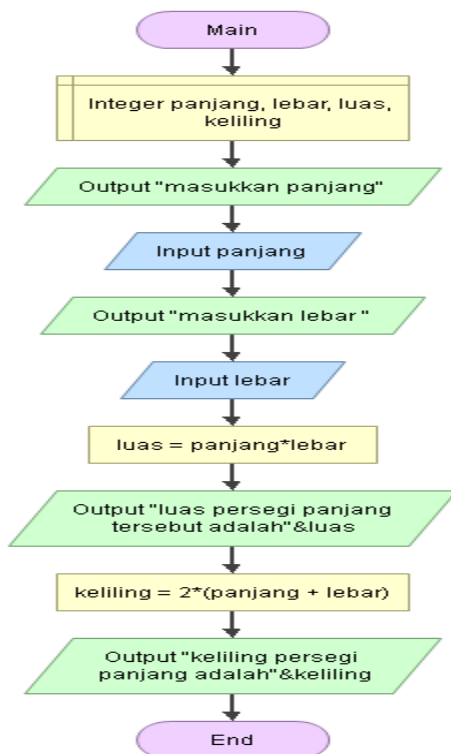 Main
Integer panjang, lebar, luas,
keliling
Output "masukkan panjang"
Input panjang
Output "masukkan lebar "
Input lebar
luas = panjang*lebar
Output "luas persegi panjang
tersebut adalah"&luas
keliling = 2*(panjang + lebar)
Output "keliling persegi
panjang adalah"&keliling
End